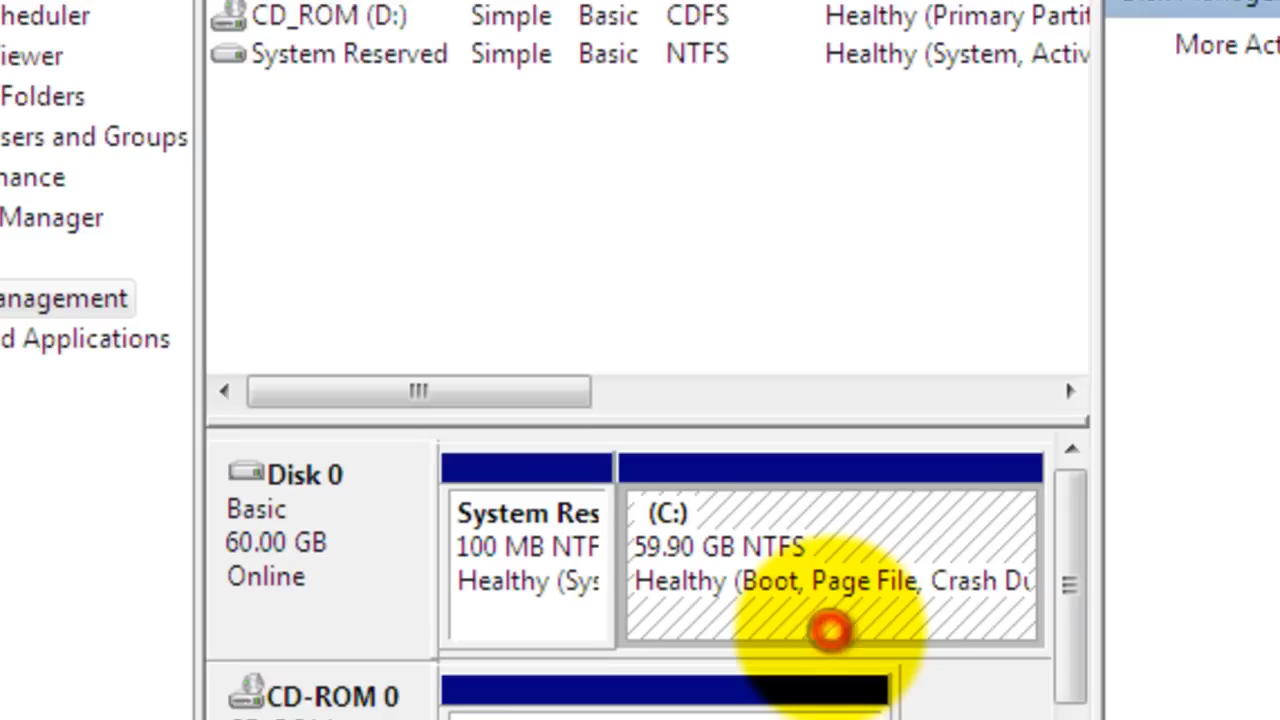 heduler
iewer
Folders
sers and Groups
nance
Manager
anagement
d Applications
CD_ROM (D:) Simple Basic CDFS Healthy (Primary Partit
System Reserved Simple Basic NTFS Healthy (System, Activ
More Act
Disk 0
Basic
60.00 GB
Online
System Res
100 MB NTF
Healthy (Sys
(C:)
59.90 GB NTFS
Healthy (Boot, Page File, Crash Du
CD-ROM 0